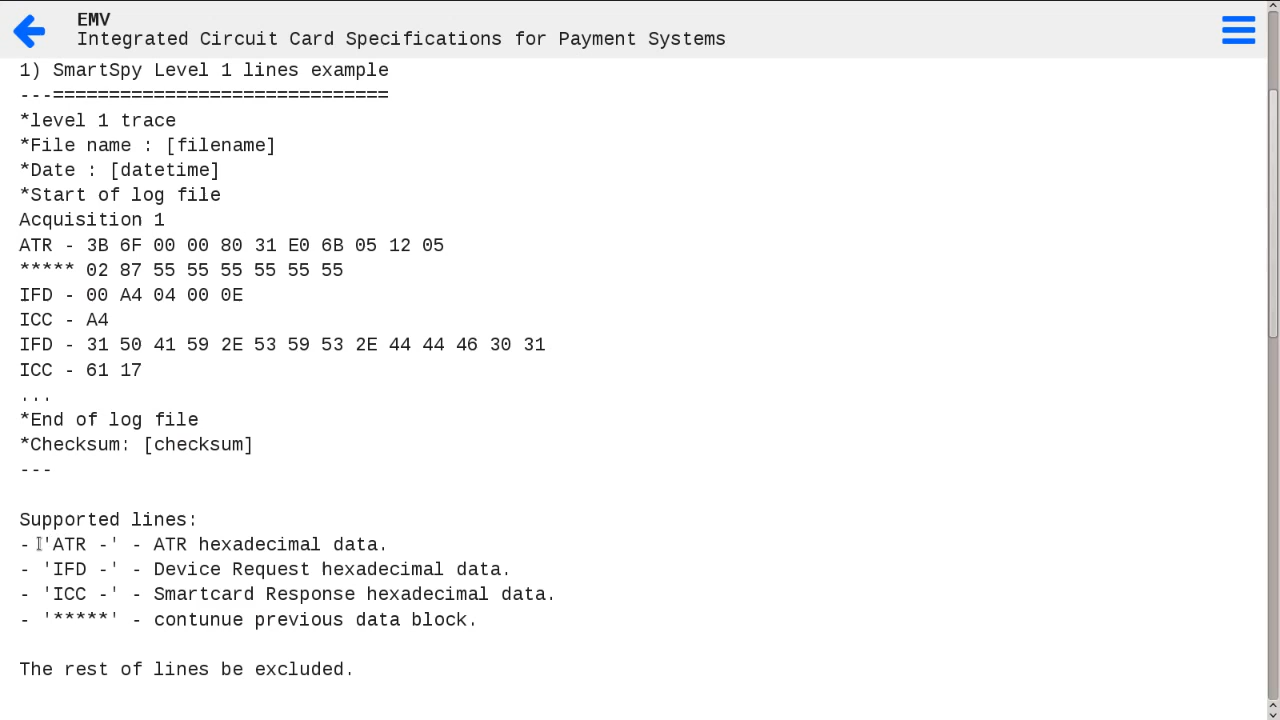 EMV
Integrated Circuit Card Specifications for Payment Systems
1) SmartSpy Level 1 lines example
---==============================
*level 1 trace
*File name : [filename]
*Date : [datetime]
*Start of log file
Acquisition 1
ATR - 3B 6F 00 00 80 31 E0 6B 05 12 05
***** 02 87 55 55 55 55 55 55
IFD - 00 A4 04 00 0E
ICC - A4
IFD - 31 50 41 59 2E 53 59 53 2E 44 44 46 30 31
ICC - 61 17
...
*End of log file
*Checksum: [checksum]
---
Supported lines:
- 'ATR -' - ATR hexadecimal data.
- 'IFD -' - Device Request hexadecimal data.
- 'ICC -' - Smartcard Response hexadecimal data.
- '*****' - contunue previous data block.
The rest of lines be excluded.